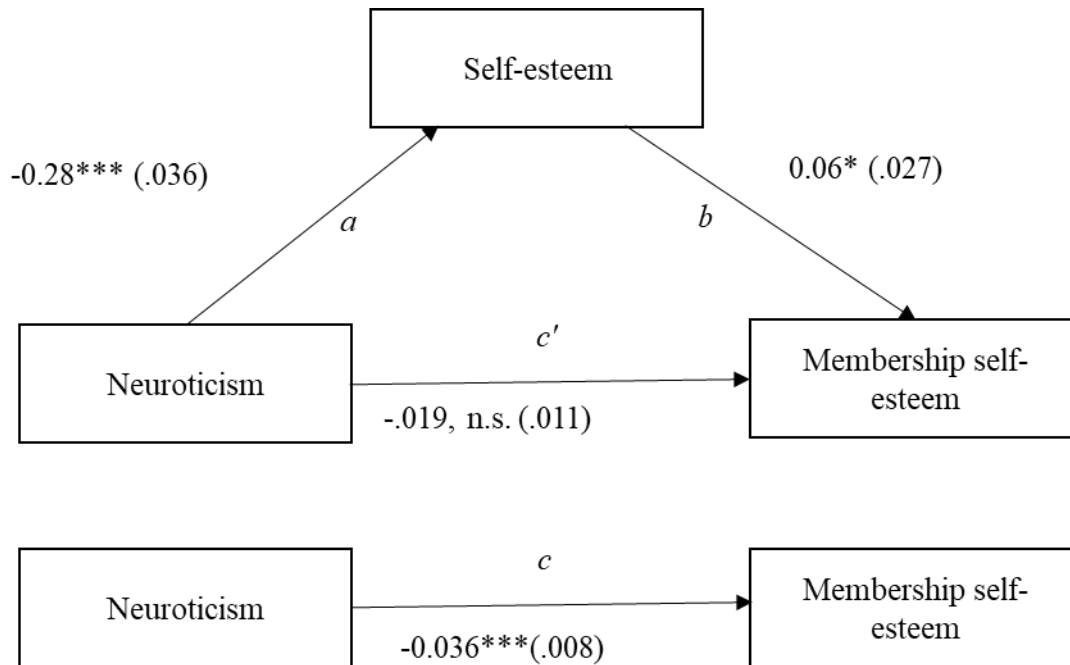 Self-esteem
-0.28*** (.036)
0.06* (.027)
a
b
Neuroticism
c'
Membership self-
esteem
-.019, n.s. (.011)
Neuroticism
c
Membership self-
esteem
-0.036***(.008)